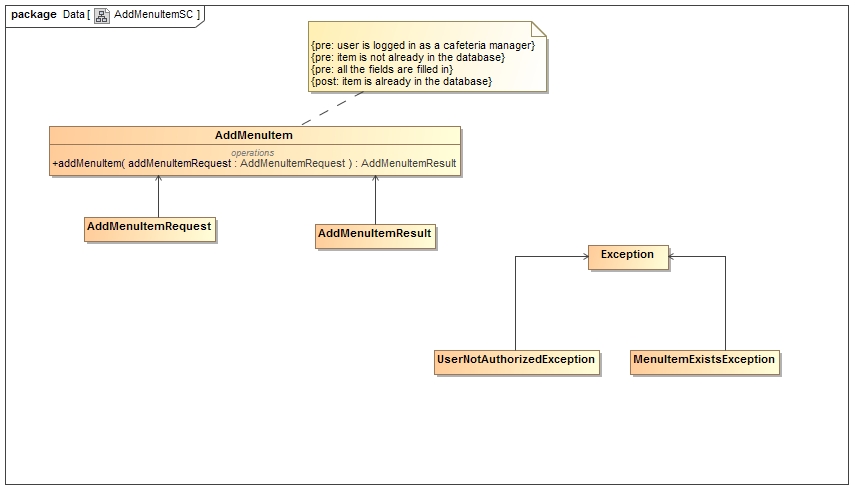 package Data [ AddMenuItemSC ]
{pre: user is logged in as a cafeteria manager}
{pre: item is not already in the database}
{pre: all the fields are filled in}
{post: item is already in the database}
AddMenuItem
operations
+addMenuItem( addMenuItemRequest : AddMenuItemRequest ) : AddMenuItemResult
AddMenuItemRequest
AddMenuItemResult
Exception
UserNotAuthorizedException
MenuItemExistsException